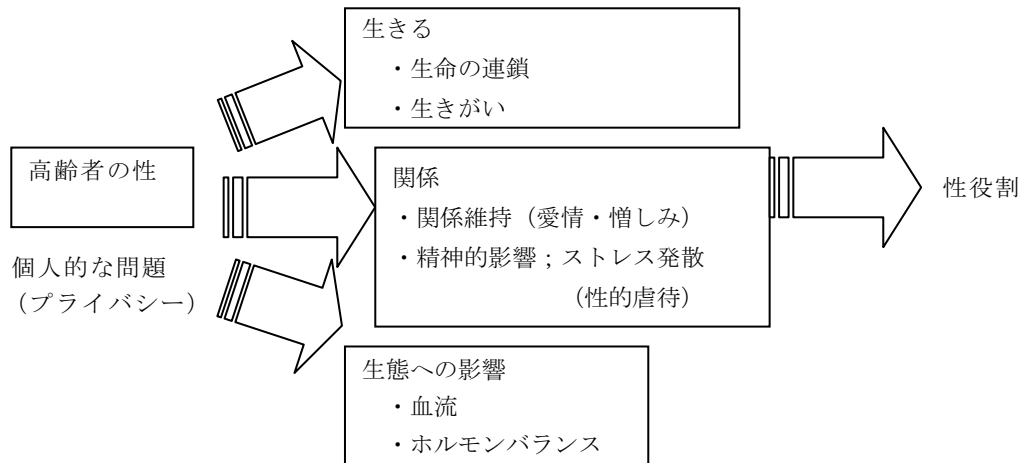 生きる
・生命の連鎖
・生きがい
高齢者の性
個人的な問題
（プライバシー）
関係
・関係維持（愛情・憎しみ）
・精神的影響；ストレス発散
（性的虐待）
性役割
生態への影響
・血流
・ホルモンバランス